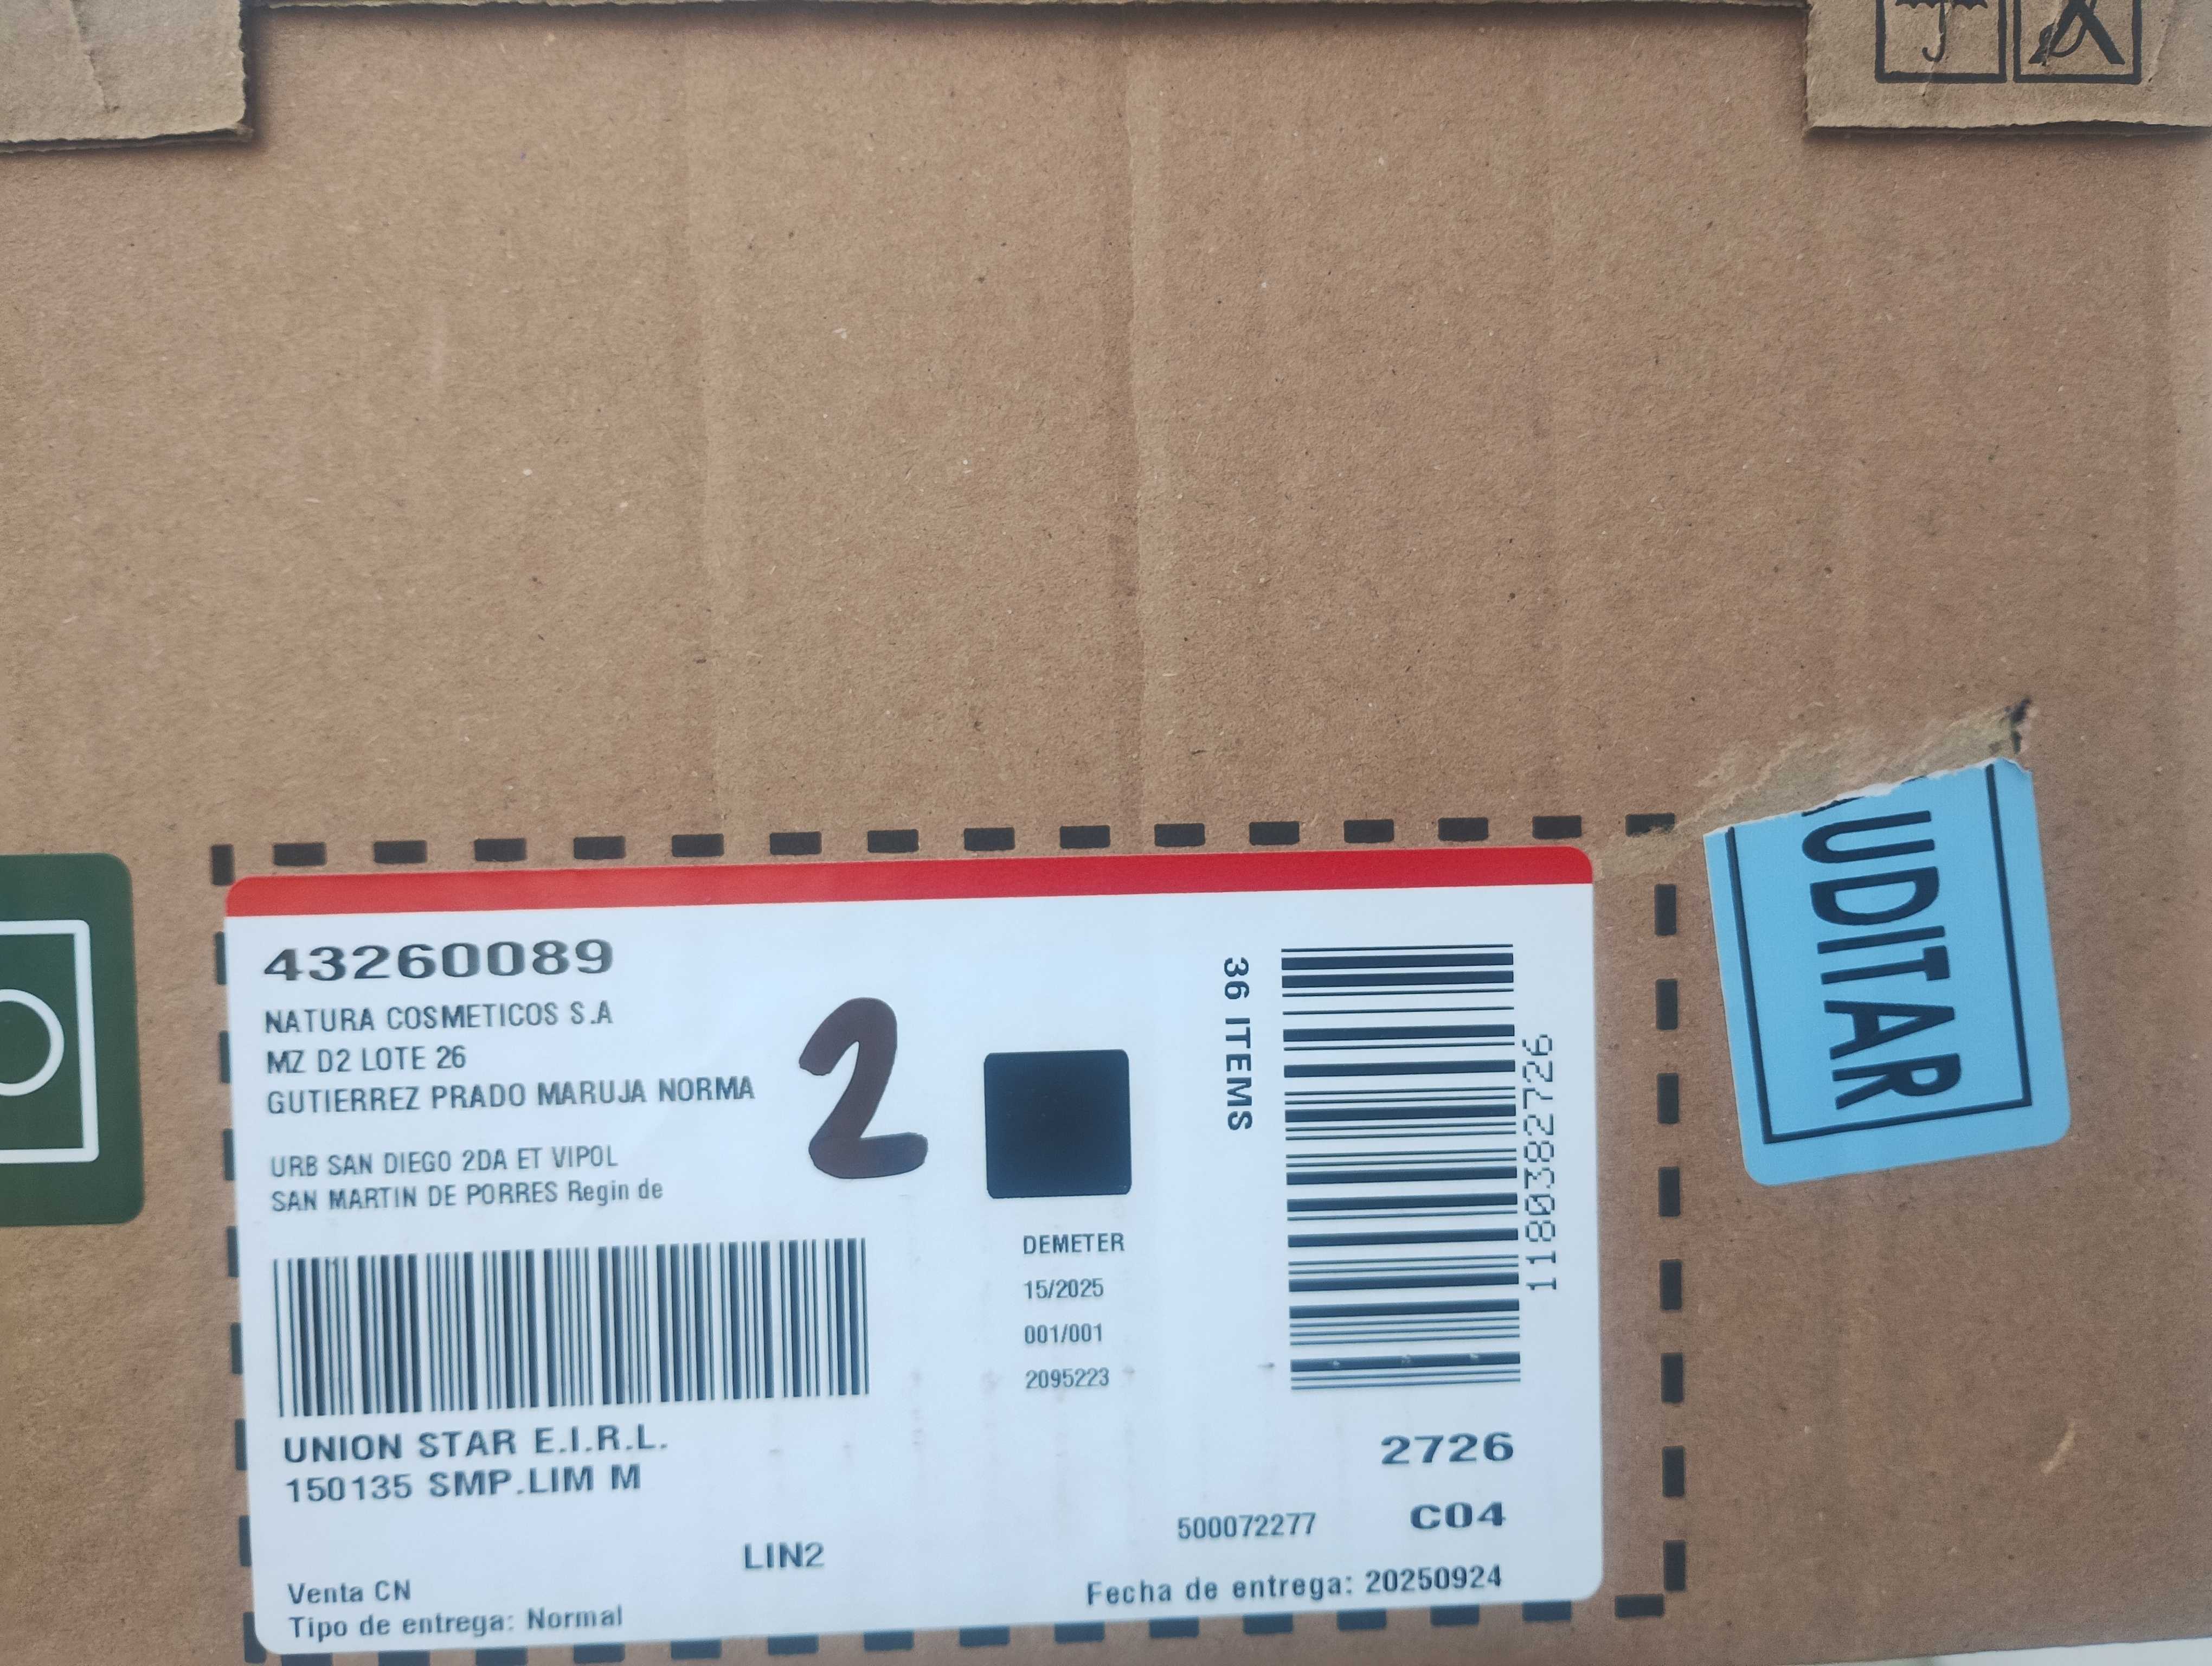 43260089
NATURA COSMETICOS S.A
MZ D2 LOTE 26
GUTIERREZ PRADO MARUJA NORMA
URB SAN DIEGO 2DA ET VIPOL
SAN MARTIN DE PORRES Regin de
2
36 ITEMS
1180382726
DEMETER
15/2025
001/001
2095223
UNION STAR E.I.R.L.
150135 SMP.LIM M
2726
500072277
C04
LIN2
Venta CN
Tipo de entrega: Normal
Fecha de entrega: 20250924
UDITAR